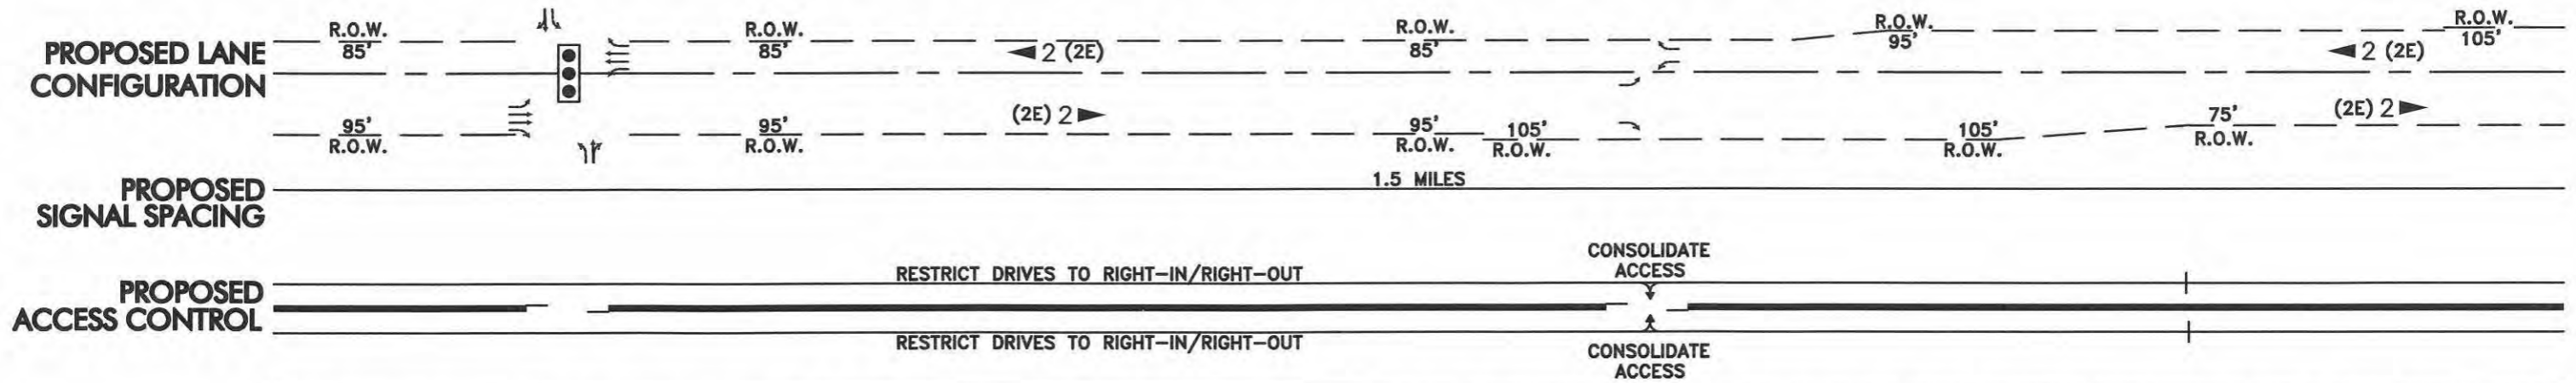 PROPOSED LANE
CONFIGURATION
R.O.W.
85'
R.O.W.
85'
R.O.W.
85'
R.O.W.
95'
R.O.W.
105'
2 (2E)
2 (2E)
(2E) 2
(2E) 2
95'
R.O.W.
95'
R.O.W.
95'
R.O.W.
105'
R.O.W.
105'
R.O.W.
75'
R.O.W.
PROPOSED
SIGNAL SPACING
1.5 MILES
PROPOSED
ACCESS CONTROL
RESTRICT DRIVES TO RIGHT-IN/RIGHT-OUT
CONSOLIDATE
ACCESS
RESTRICT DRIVES TO RIGHT-IN/RIGHT-OUT
CONSOLIDATE
ACCESS